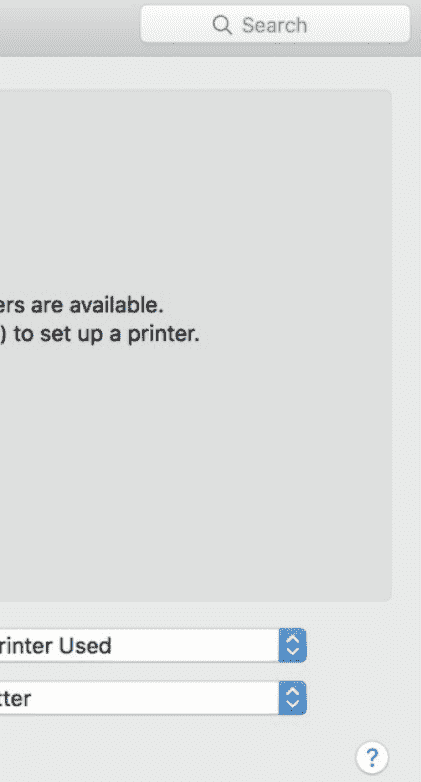 Search
ers are available.
) to set up a printer.
rinter Used
tter
?